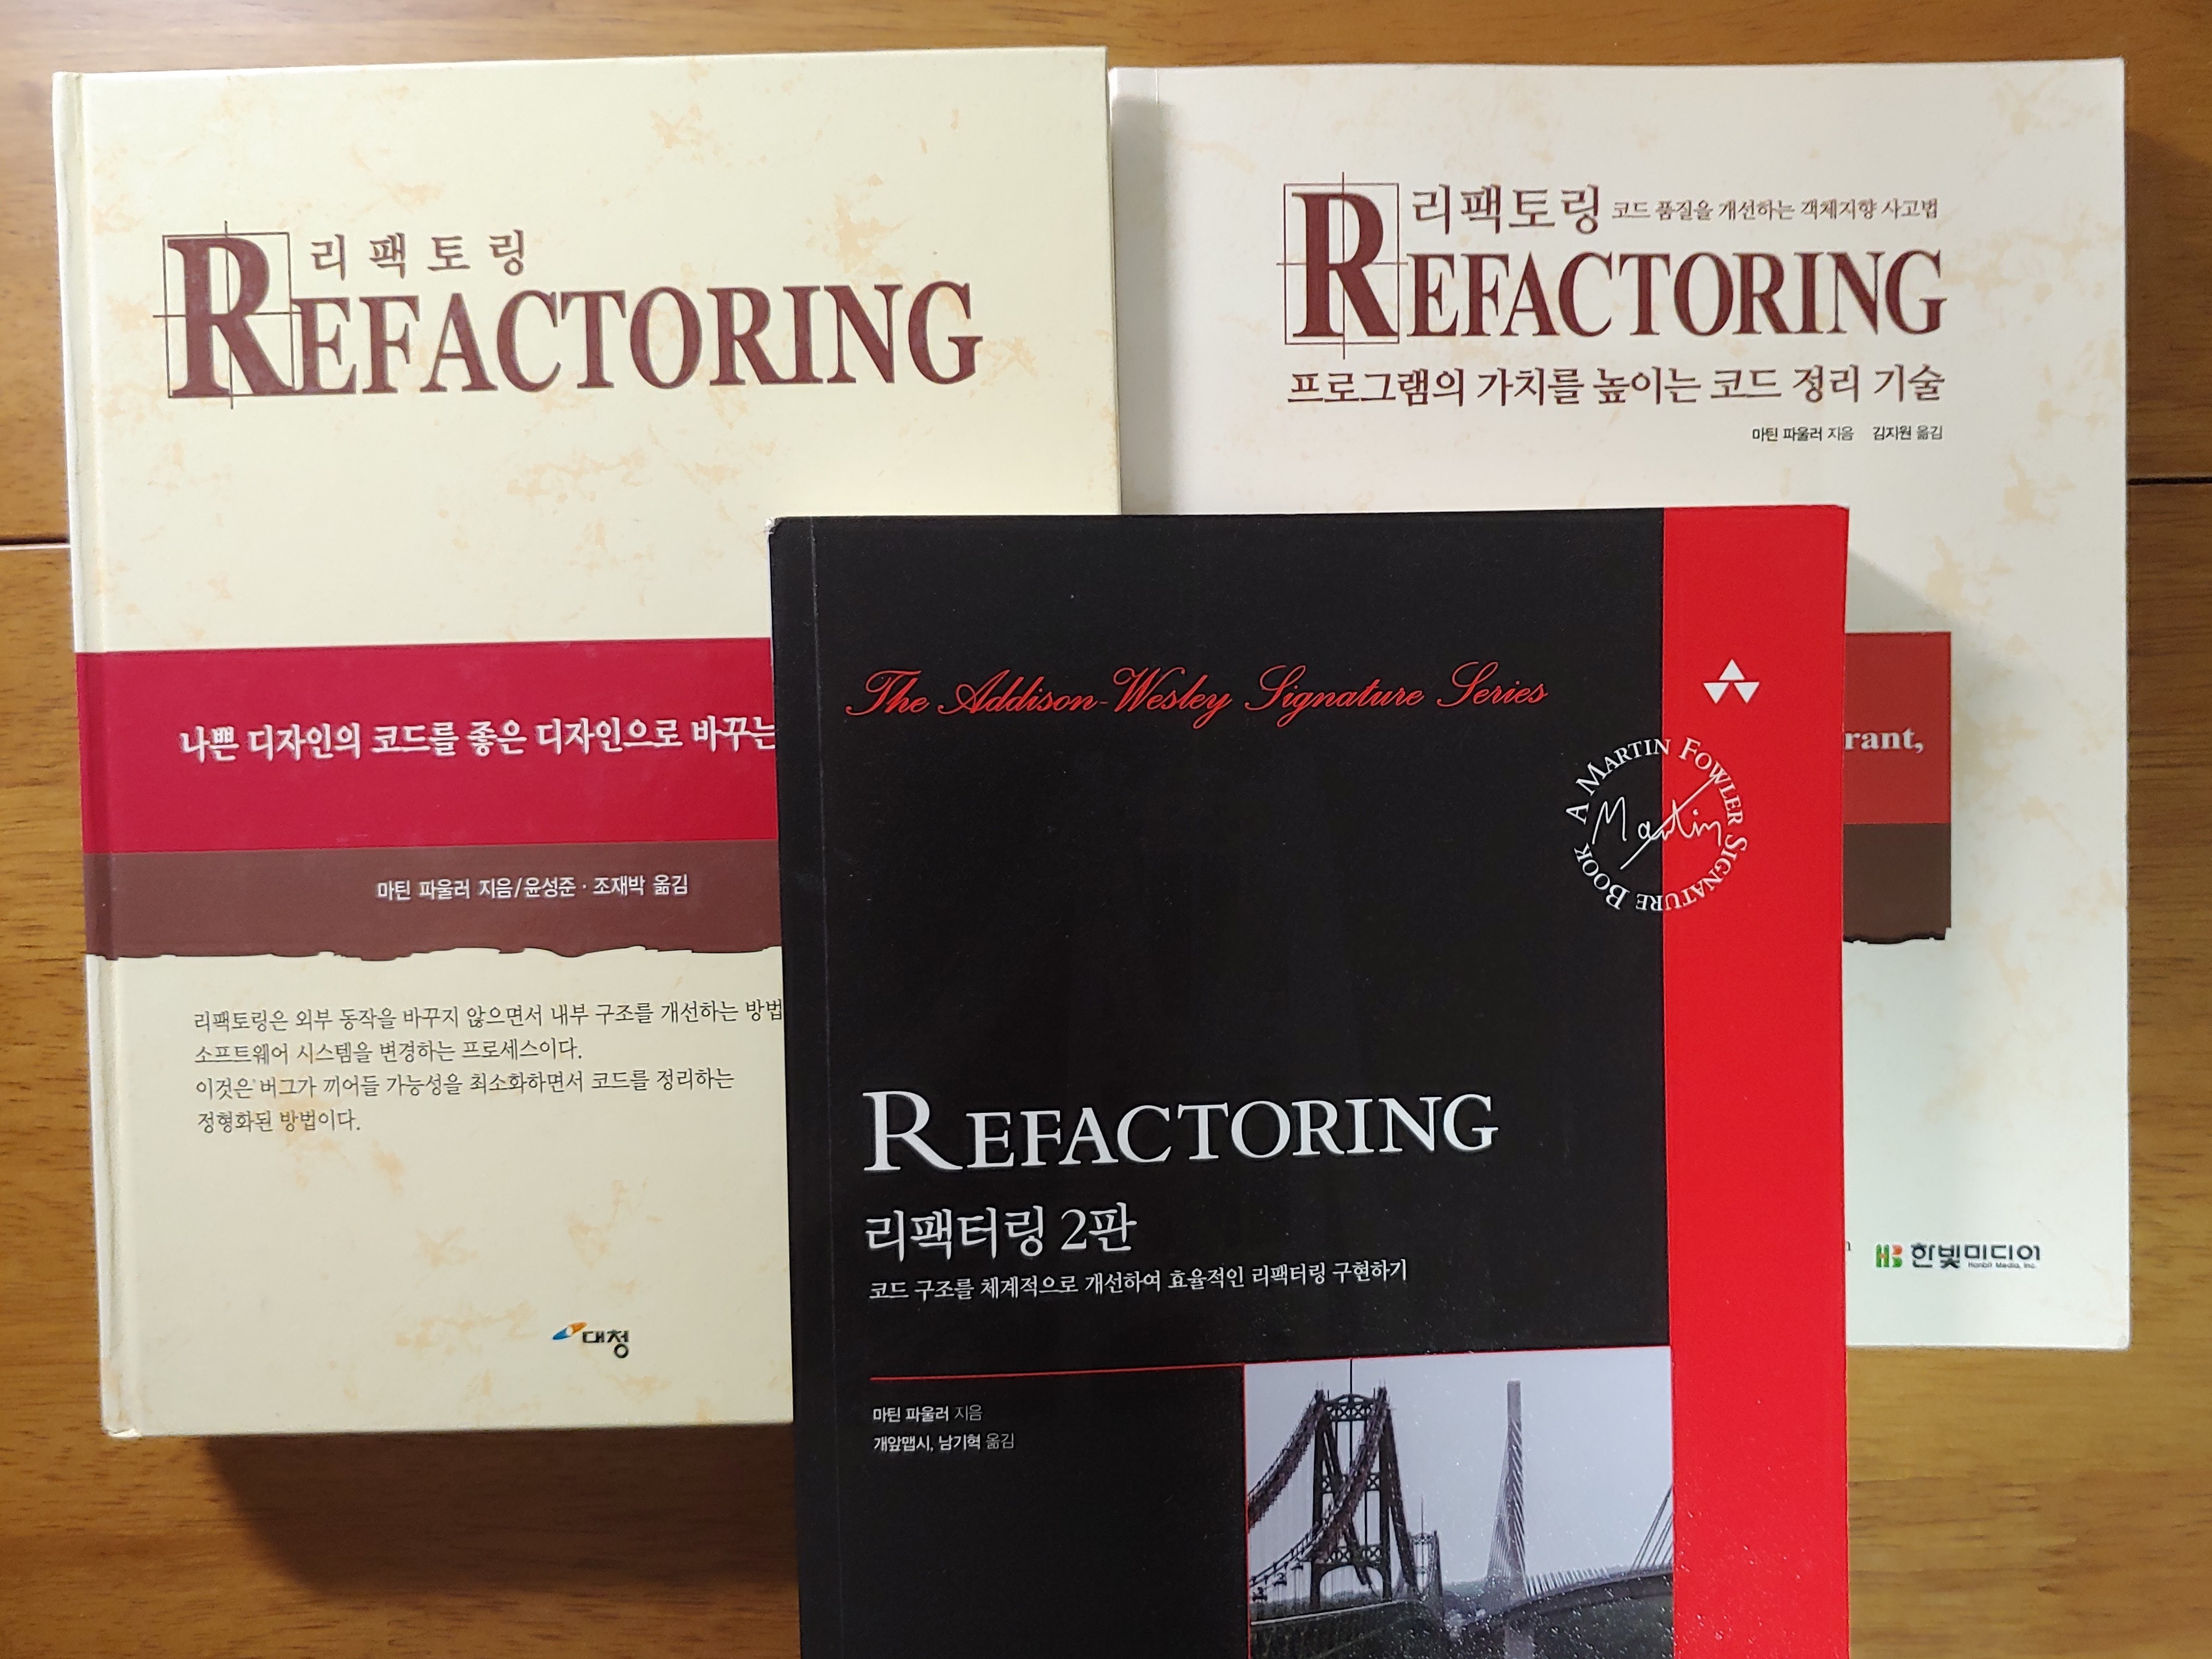 리팩토링
REFACTORING
나쁜 디자인의 코드를 좋은 디자인으로 바꾸는
마틴 파울러 지음/윤성준 · 조재박 옮김
리팩토링은 외부 동작을 바꾸지 않으면서 내부 구조를 개선하는 방법
소프트웨어 시스템을 변경하는 프로세스이다.
이것은 버그가 끼어들 가능성을 최소화하면서 코드를 정리하는
정형화된 방법이다.
대청
리팩토링 코드 품질을 개선하는 객체지향 사고법
REFACTORING
프로그램의 가치를 높이는 코드 정리 기술
마틴 파울러 지음 김지원 옮김
rant,
한빛미디어
Hanbit Media, Inc.
The Addison-Wesley Signature Series
A MARTIN FOWLER SIGNATURE BOOK
Martin
REFACTORING
리팩터링 2판
코드 구조를 체계적으로 개선하여 효율적인 리팩터링 구현하기
마틴 파울러 지음
개앞맵시, 남기혁 옮김